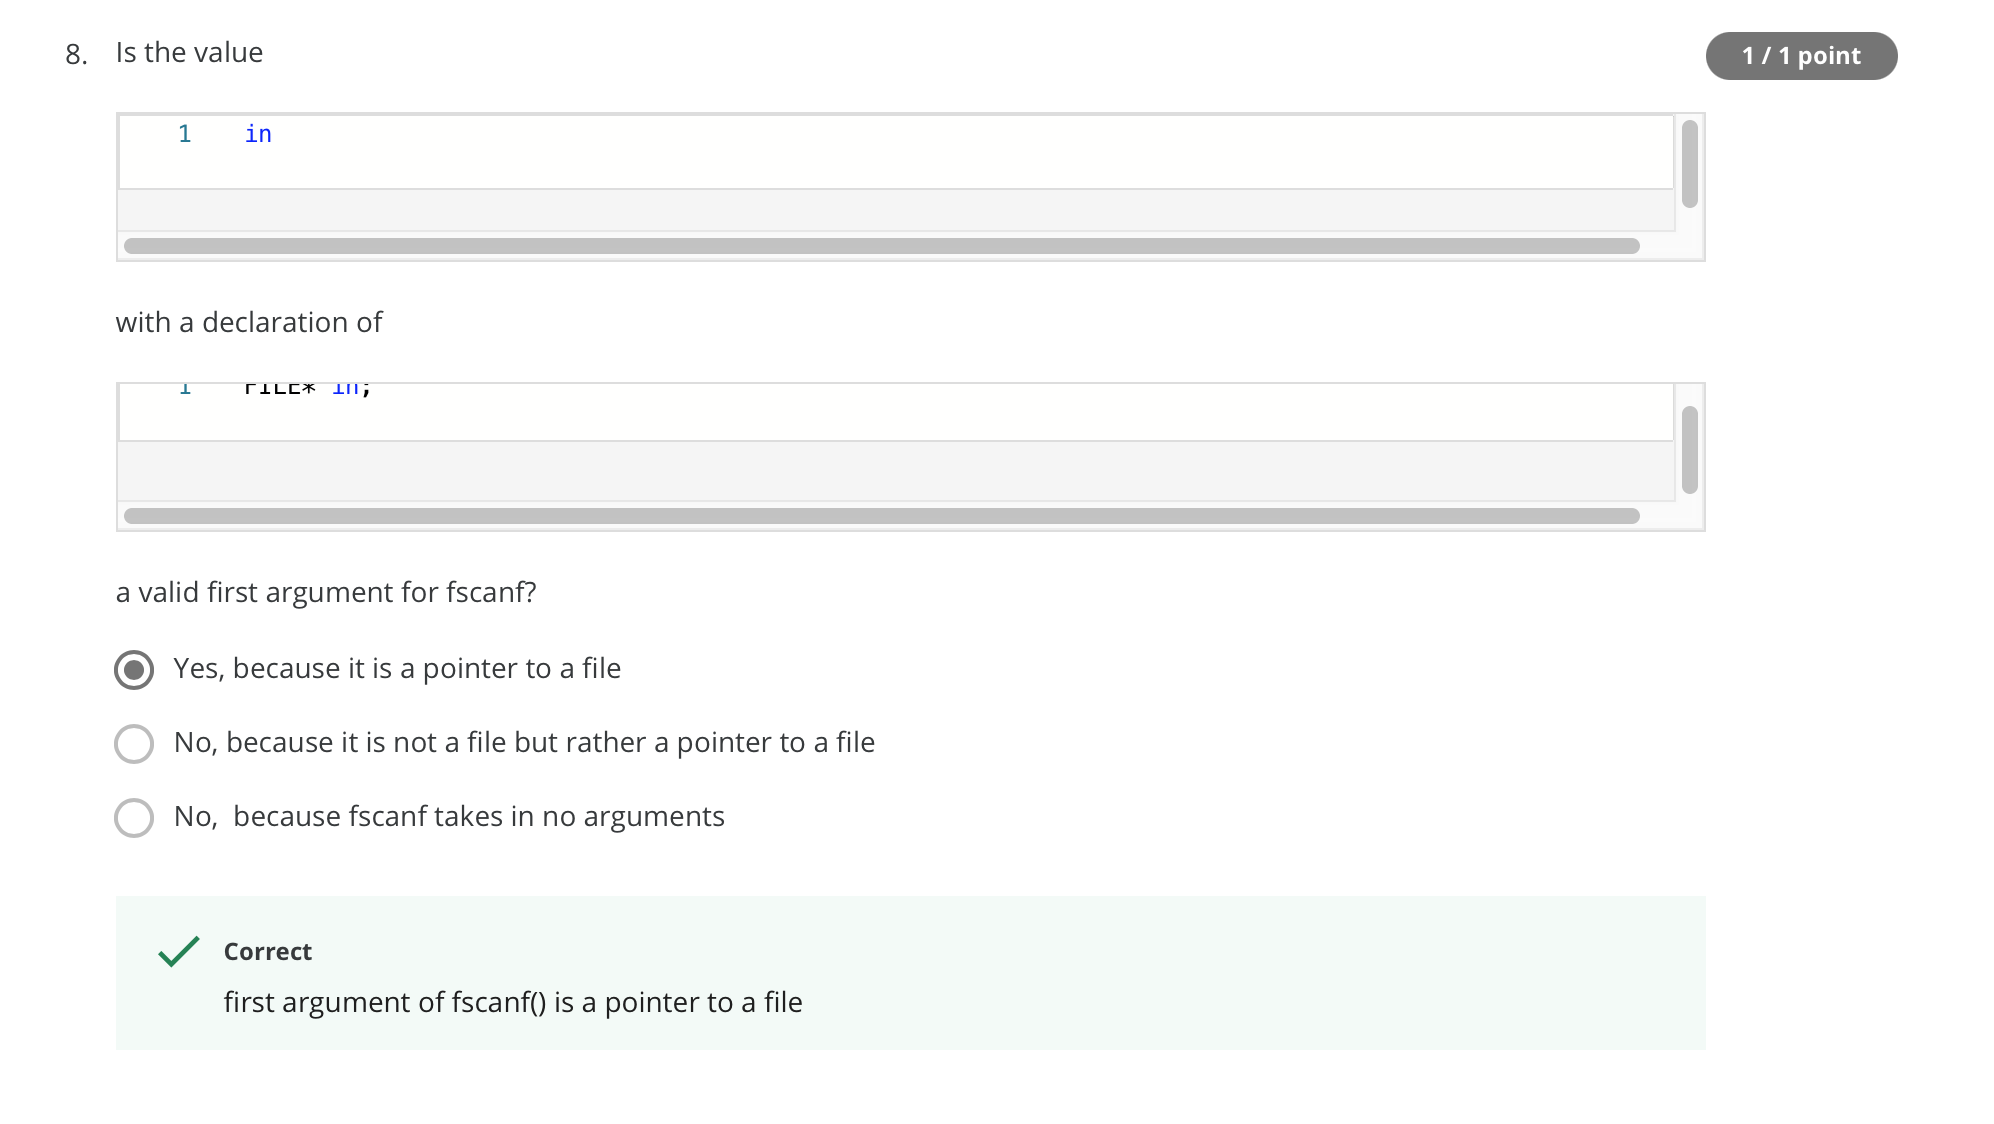 8. Is the value
1 / 1 point
1 in
with a declaration of
1 FILE* in;
a valid first argument for fscanf?
Yes, because it is a pointer to a file
No, because it is not a file but rather a pointer to a file
No,  because fscanf takes in no arguments
Correct
first argument of fscanf() is a pointer to a file